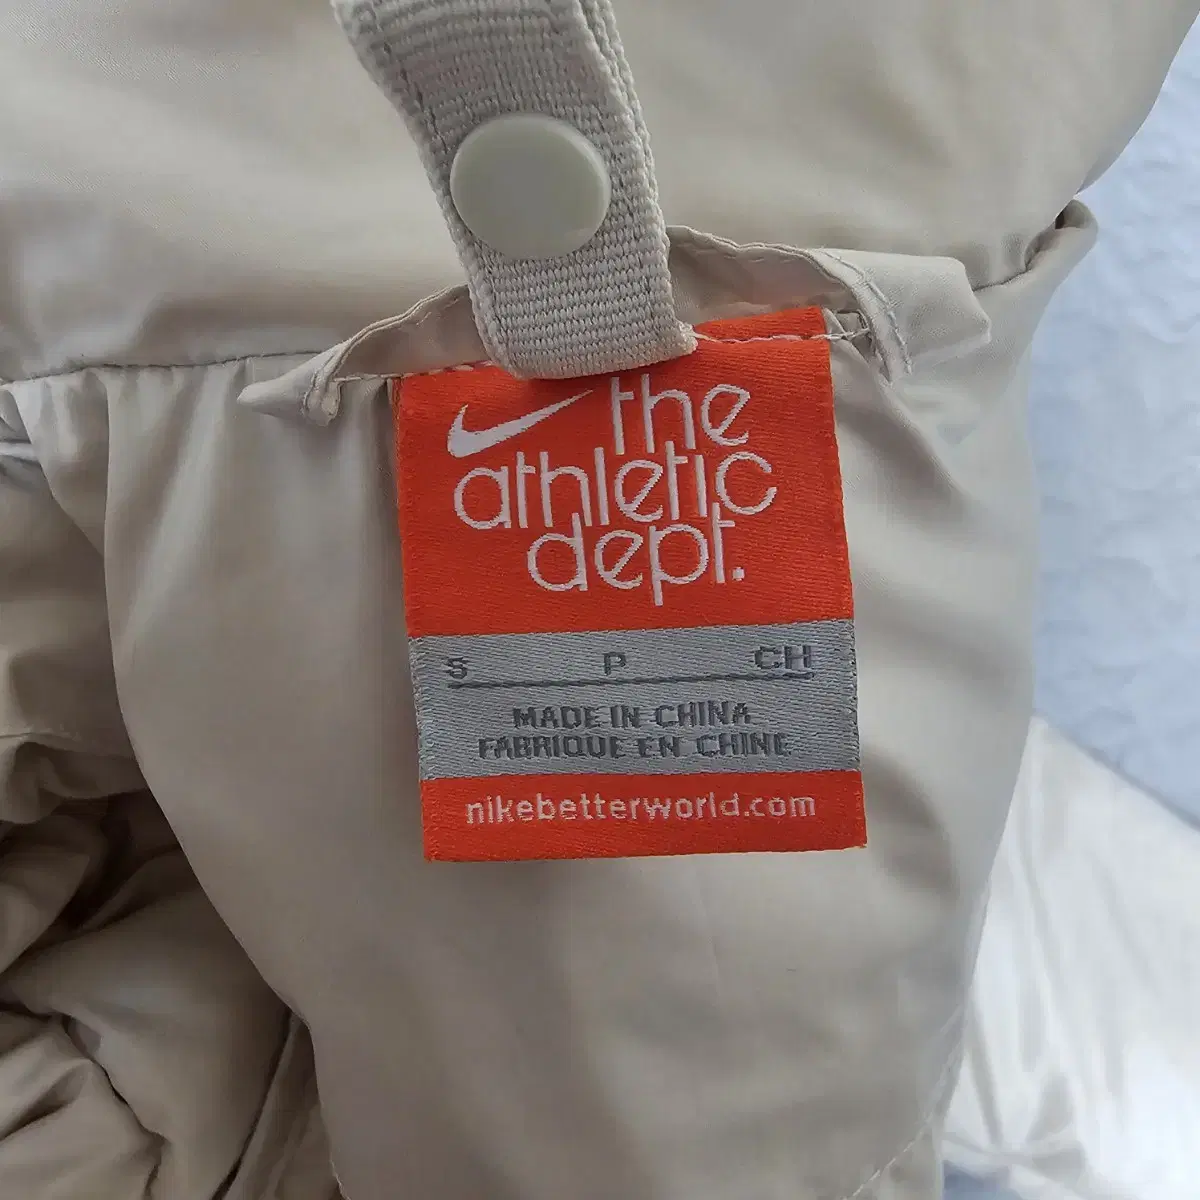 the
athletic
dept.
S P CH
MADE IN CHINA
FABRIQUE EN CHINE
nikebetterworld.com